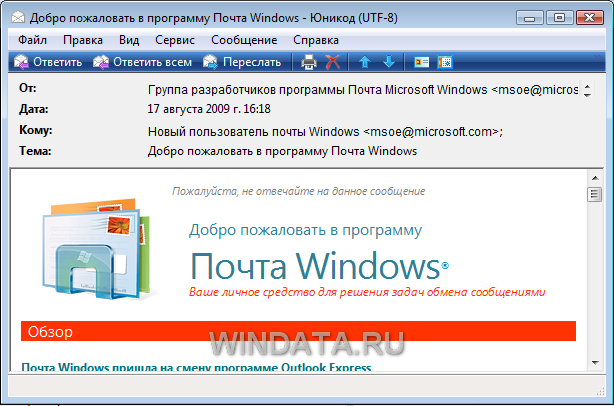 Добро пожаловать в программу Почта Windows - Юникод (UTF-8)
Файл Правка Вид Сервис Сообщение Справка
Ответить Ответить всем Переслать
От: Группа разработчиков программы Почта Microsoft Windows <msoe@micros
Дата: 17 августа 2009 г. 16:18
Кому: Новый пользователь почты Windows <msoe@microsoft.com>;
Тема: Добро пожаловать в программу Почта Windows
Пожалуйста, не отвечайте на данное сообщение
Добро пожаловать в программу
Почта Windows®
Ваше личное средство для решения задач обмена сообщениями
Обзор
WINDATA.RU
Почта Windows пришла на смену программе Outlook Express